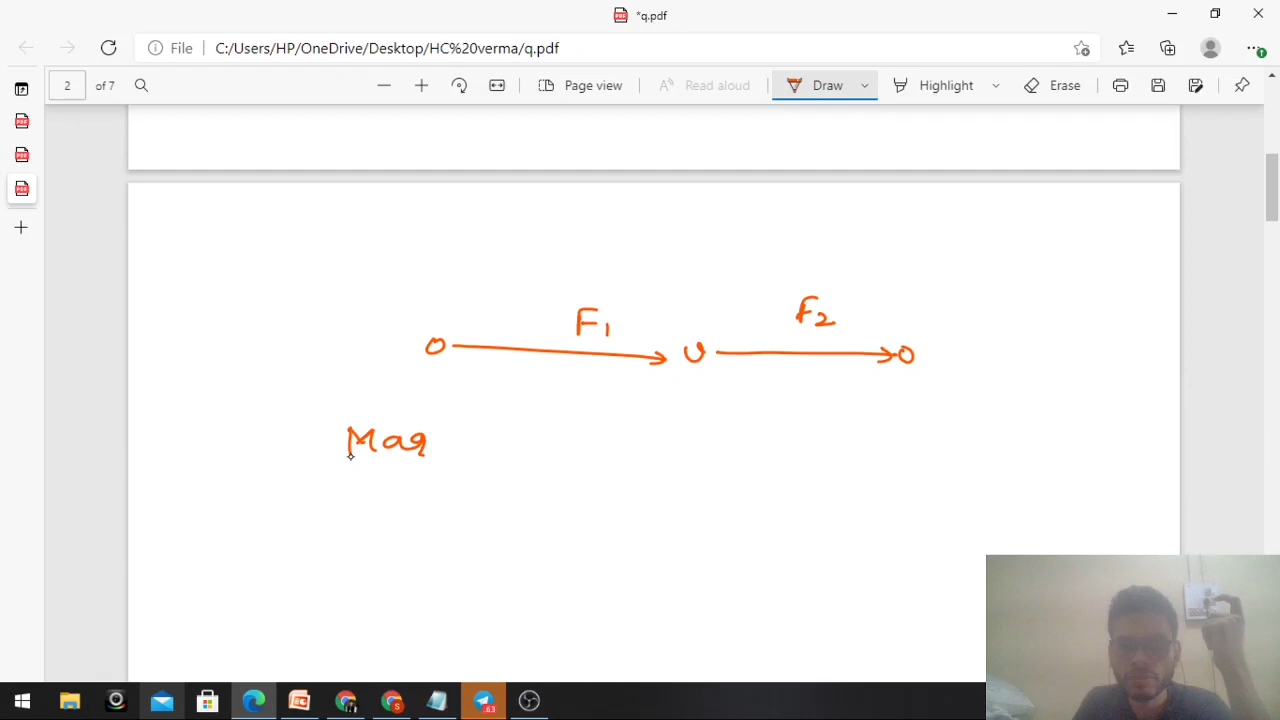 *q.pdf
File C:/Users/HP/OneDrive/Desktop/HC%20verma/q.pdf
2 of 7 Page view Read aloud Draw Highlight Erase
F1 F2
0 v 0
Mag
63